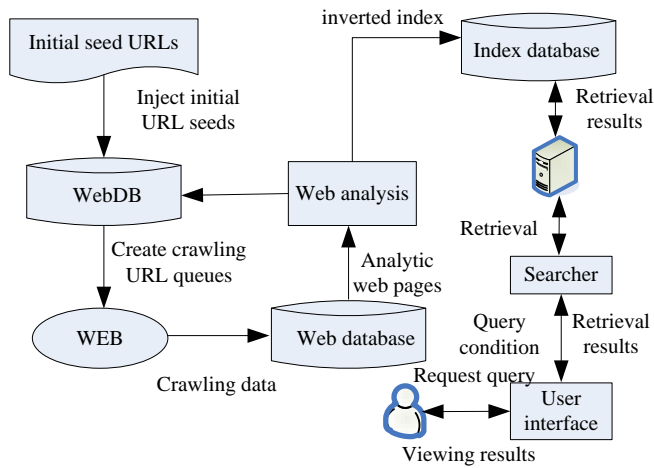 inverted index
Initial seed URLs
Index database
Inject initial
URL seeds
Retrieval
results
WebDB
Web analysis
Create crawling
URL queues
Retrieval
Analytic
web pages
Searcher
WEB
Web database
Query
condition
Retrieval
results
Crawling data
Request query
User
interface
Viewing results